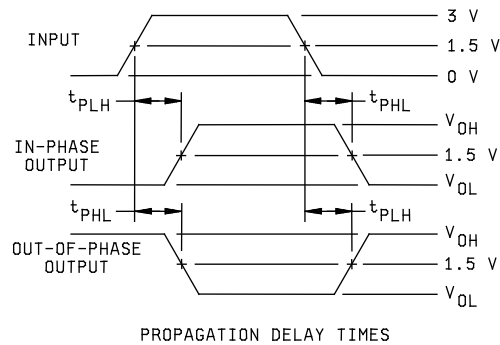 3 V
INPUT
1.5 V
0 V
tPLH
tPHL
VOH
IN-PHASE
OUTPUT
1.5 V
VOL
tPHL
tPLH
VOH
OUT-OF-PHASE
OUTPUT
1.5 V
VOL
PROPAGATION DELAY TIMES